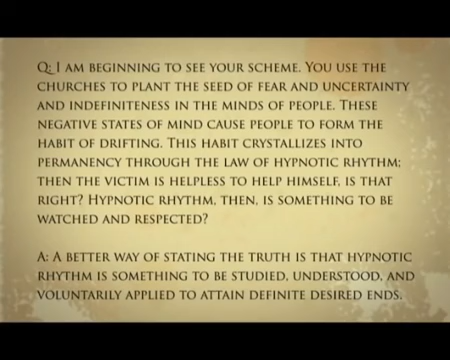 Q: I am beginning to see your scheme. You use the
churches to plant the seed of fear and uncertainty
and indefiniteness in the minds of people. These
negative states of mind cause people to form the
habit of drifting. This habit crystallizes into
permanency through the law of hypnotic rhythm;
then the victim is helpless to help himself, is that
right? Hypnotic rhythm, then, is something to be
watched and respected?
A: A better way of stating the truth is that hypnotic
rhythm is something to be studied, understood, and
voluntarily applied to attain definite desired ends.